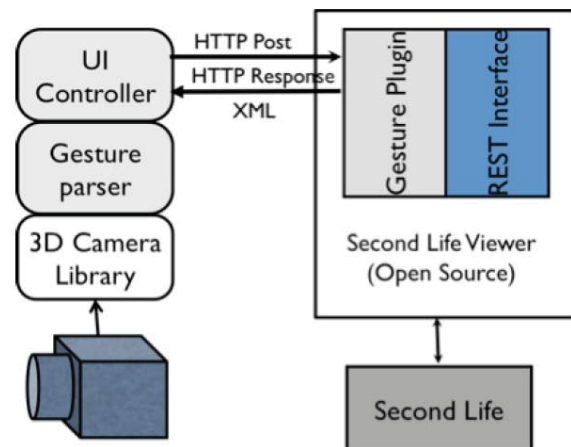 UI
Controller
Gesture
parser
3D Camera
Library
HTTP Post
HTTP Response
XML
Gesture Plugin
REST Interface
Second Life Viewer
(Open Source)
Second Life